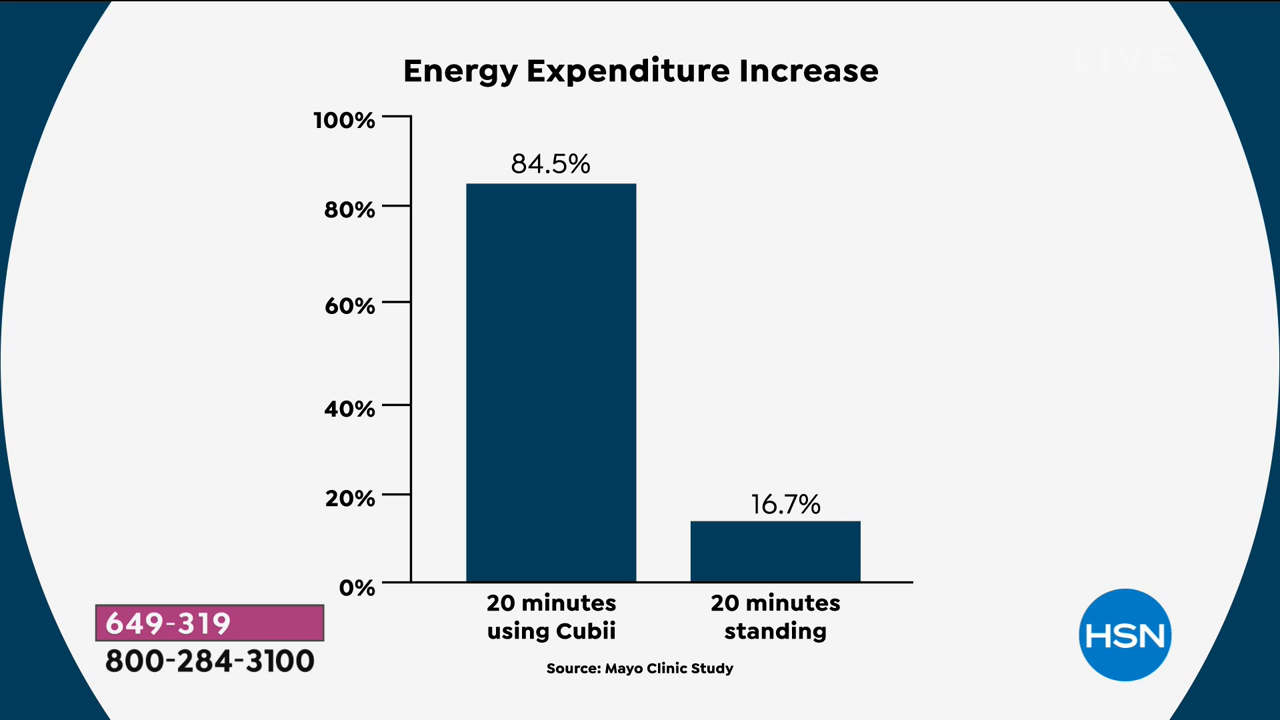 LIVE
Energy Expenditure Increase
100%
80%
60%
40%
20%
0%
84.5%
16.7%
20 minutes
using Cubii
20 minutes
standing
Source: Mayo Clinic Study
649-319
800-284-3100
HSN